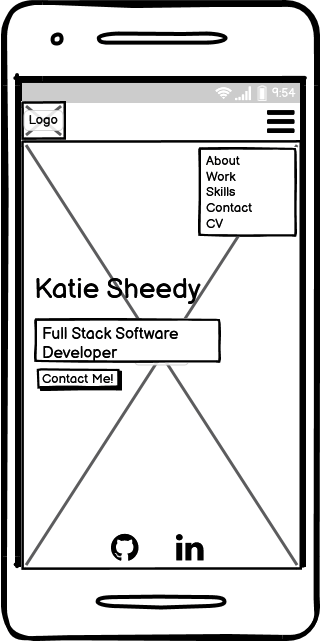 9:54
Logo
About
Work
Skills
Contact
CV
Katie Sheedy
Full Stack Software
Developer
Contact Me!
in